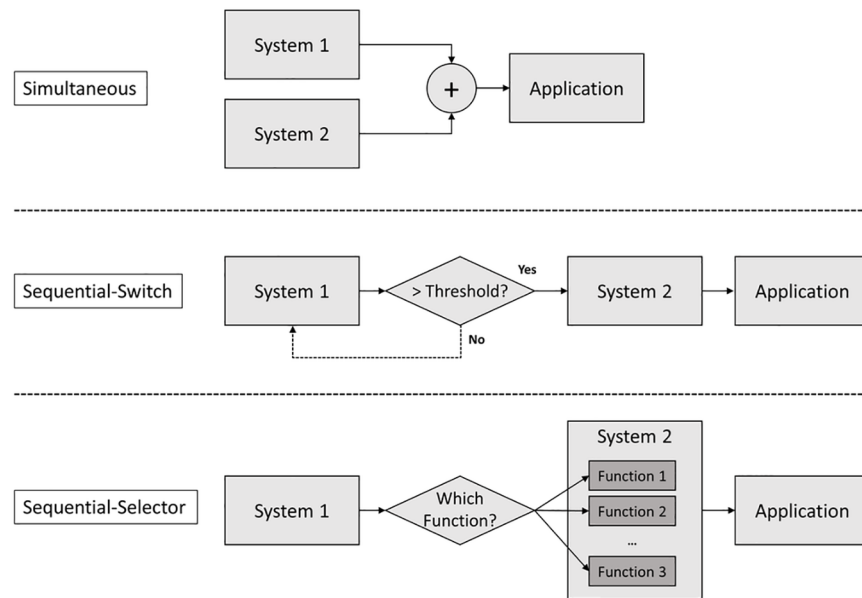 System 1
Simultaneous
+
Application
System 2
Sequential-Switch
System 1
> Threshold?
Yes
No
System 2
Application
Sequential-Selector
System 1
Which
Function?
System 2
Function 1
Function 2
...
Function 3
Application